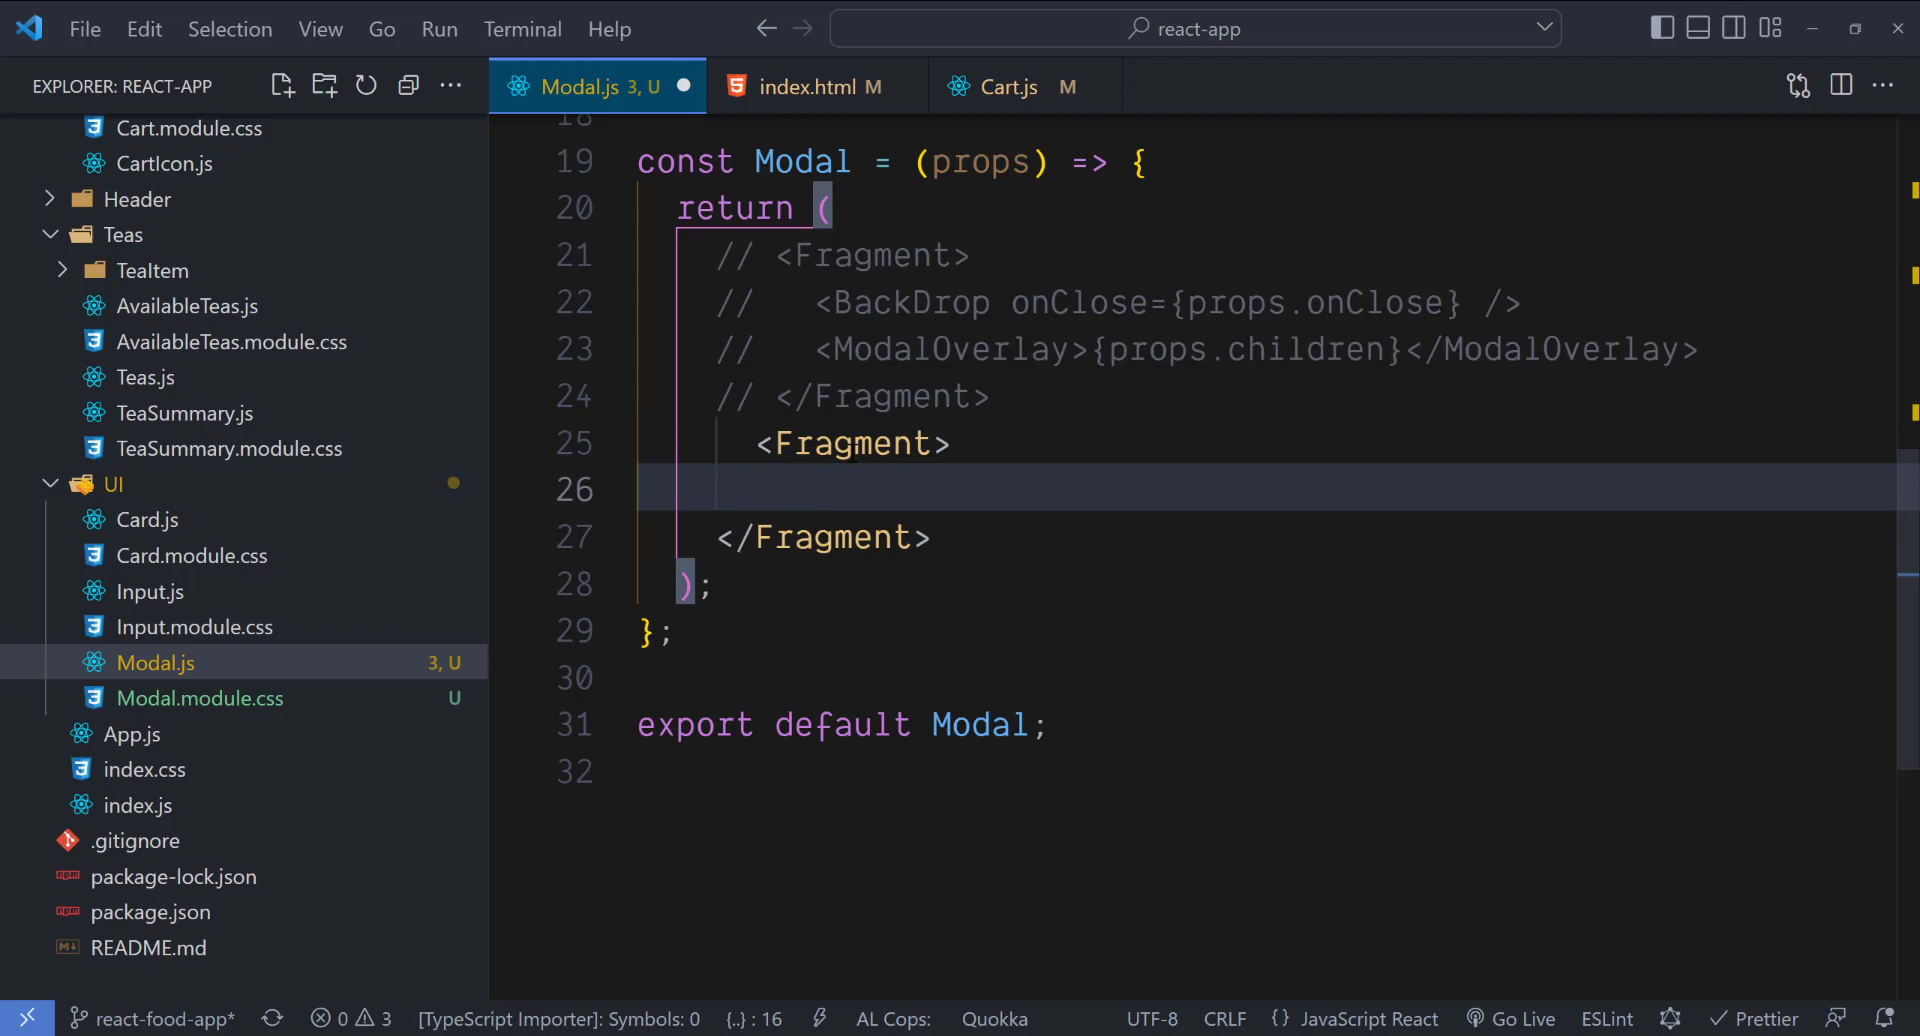 File Edit Selection View Go Run Terminal Help
react-app
EXPLORER: REACT-APP
Modal.js 3, U
index.html M
Cart.js M
Cart.module.css
CartIcon.js
Header
Teas
TeaItem
AvailableTeas.js
AvailableTeas.module.css
Teas.js
TeaSummary.js
TeaSummary.module.css
UI
Card.js
Card.module.css
Input.js
Input.module.css
Modal.js 3, U
Modal.module.css U
App.js
index.css
index.js
.gitignore
package-lock.json
package.json
README.md
18
19 const Modal = (props) => {
20 return (
21 // <Fragment>
22 // <BackDrop onClose={props.onClose} />
23 // <ModalOverlay>{props.children}</ModalOverlay>
24 // </Fragment>
25 <Fragment>
26
27 </Fragment>
28 );
29 };
30
31 export default Modal;
32
react-food-app* 0 3 [TypeScript Importer]: Symbols: 0 {..} : 16 AL Cops: Quokka UTF-8 CRLF {} JavaScript React Go Live ESLint Prettier